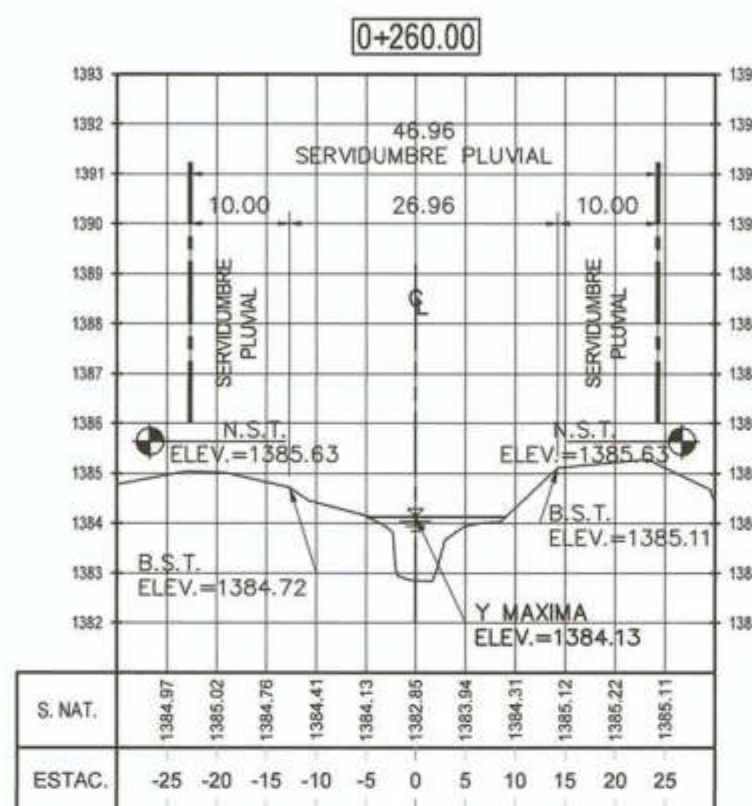 0+260.00
1393
1392
1391
1390
1389
1388
1387
1386
1385
1384
1383
1382
46.96
SERVIDUMBRE PLUVIAL
10.00 26.96 10.00
SERVIDUMBRE
PLUVIAL
SERVIDUMBRE
PLUVIAL
CL
N.S.T.
ELEV.=1385.63
N.S.T.
ELEV.=1385.63
B.S.T.
ELEV.=1384.72
B.S.T.
ELEV.=1385.11
Y MAXIMA
ELEV.=1384.13
S. NAT. 1384.97 1385.02 1384.76 1384.41 1384.13 1382.85 1383.94 1384.31 1385.12 1385.22 1385.11
ESTAC. -25 -20 -15 -10 -5 0 5 10 15 20 25